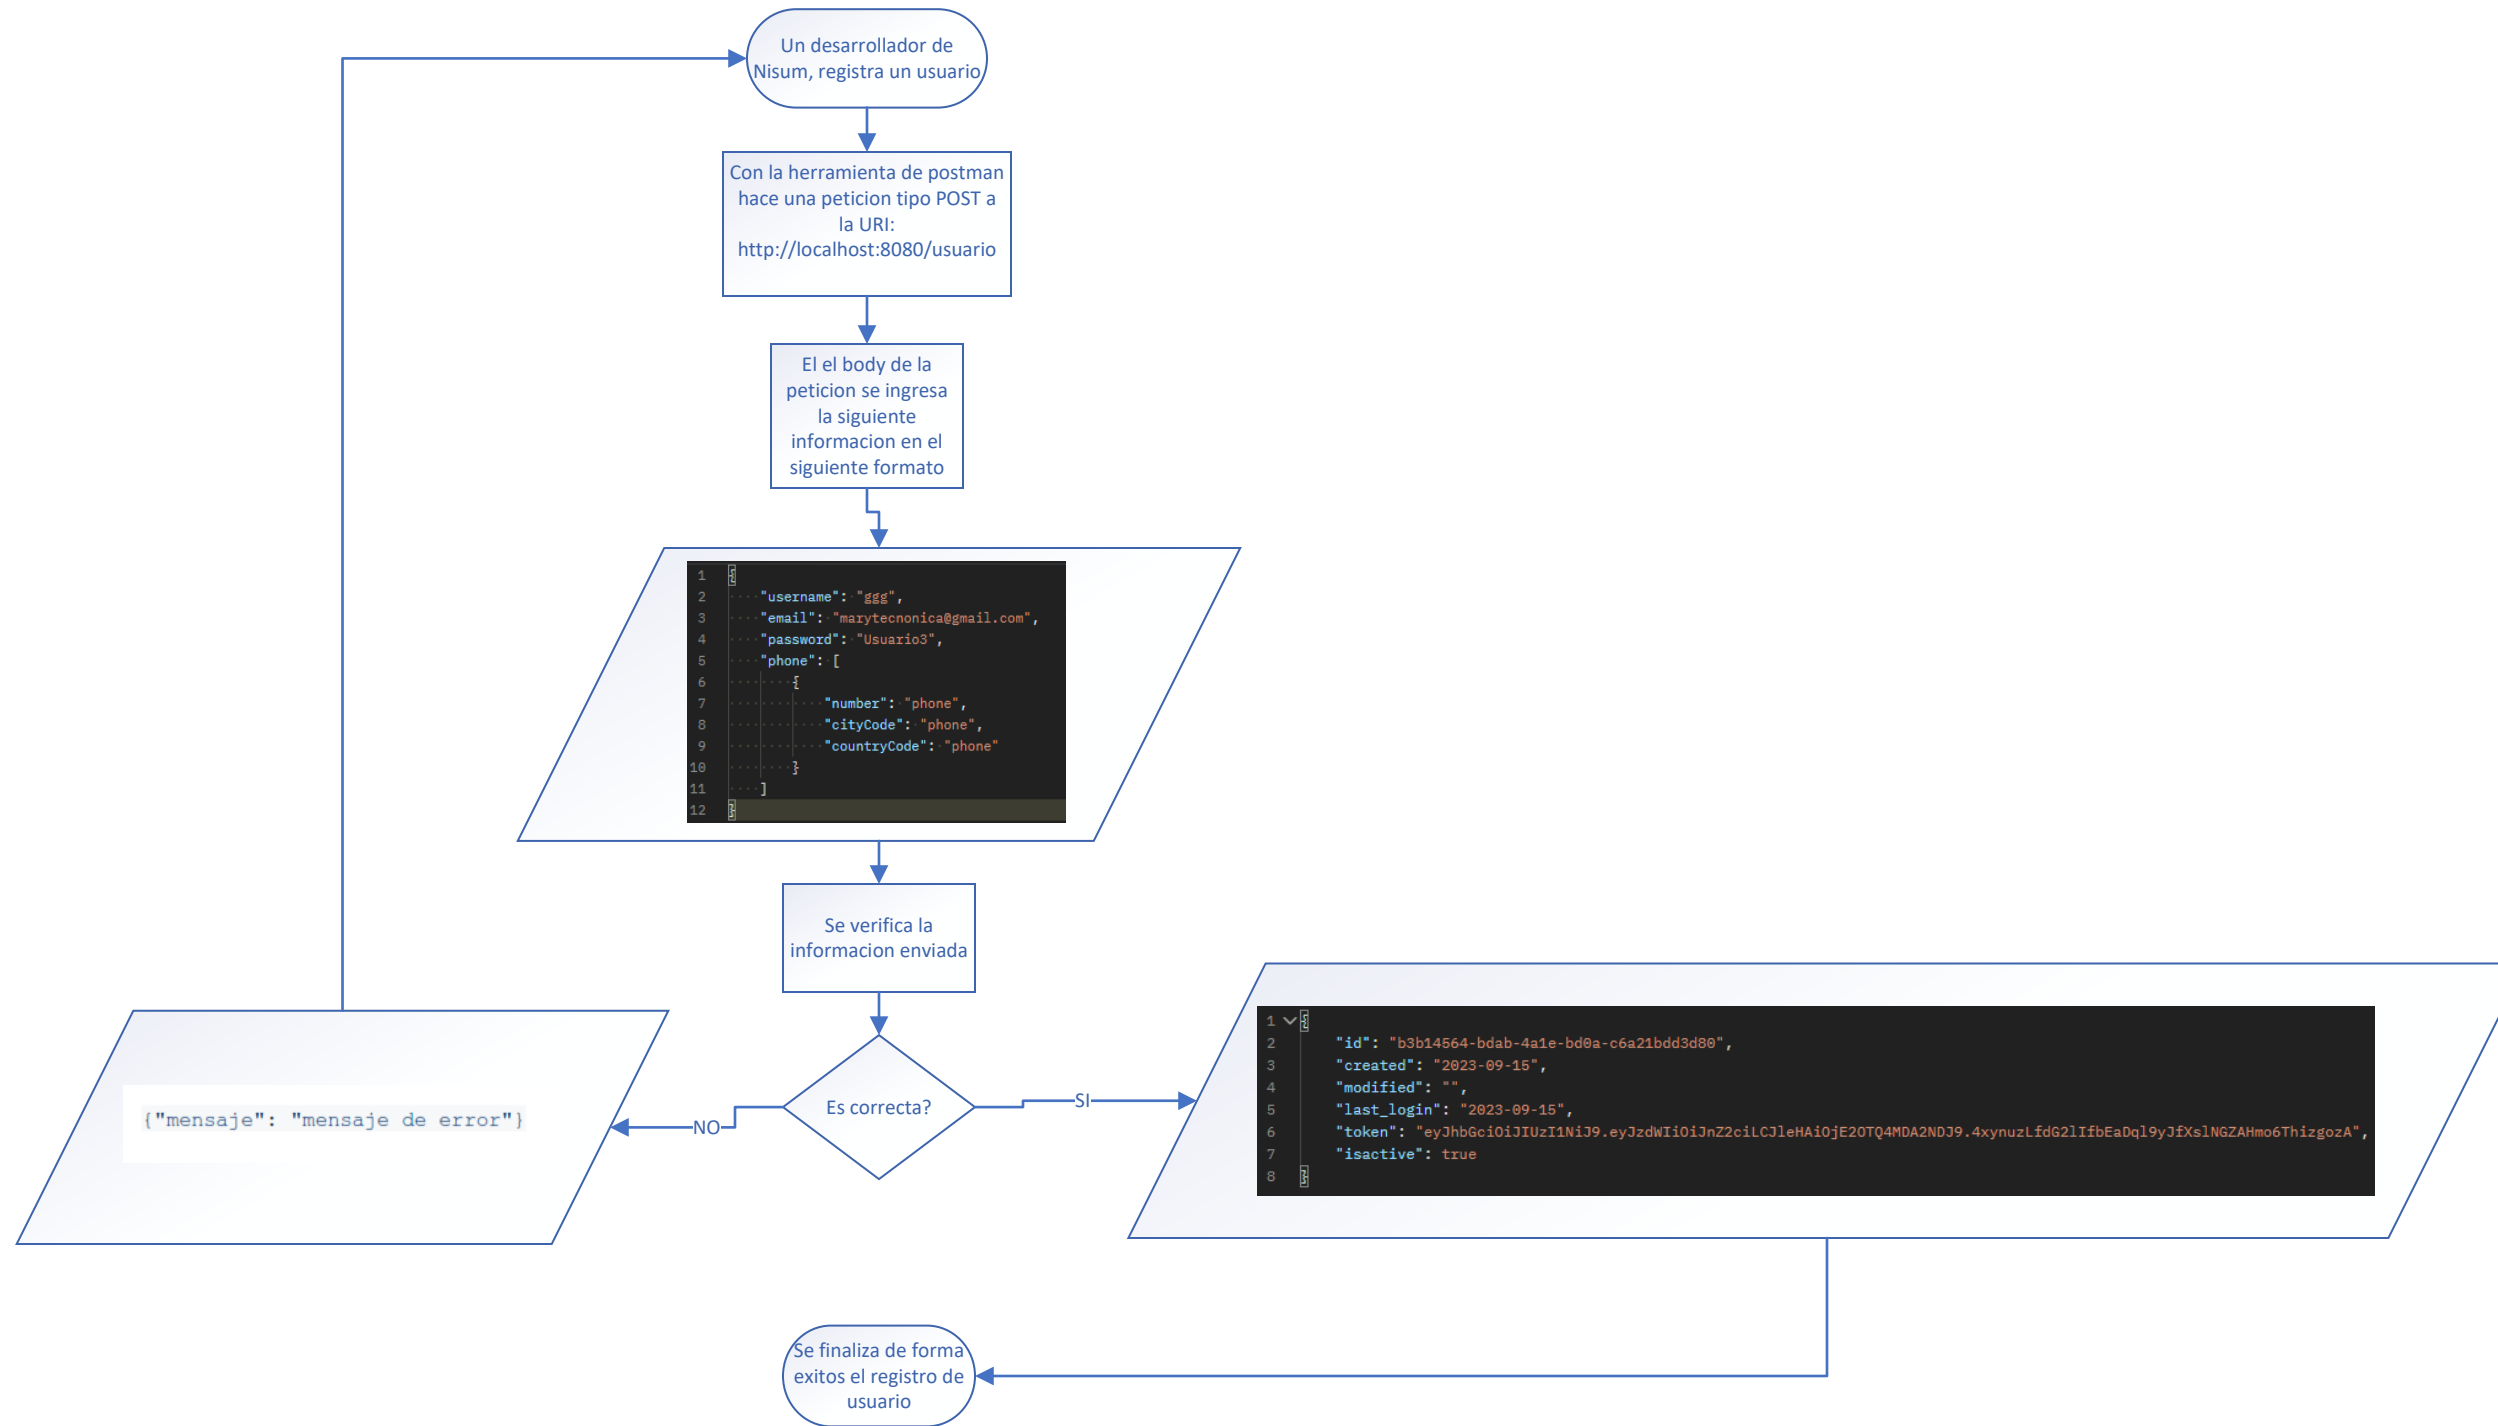 Un desarrollador de
Nisum, registra un usuario
Con la herramienta de postman
hace una peticion tipo POST a
la URI:
http://localhost:8080/usuario
El el body de la
peticion se ingresa
la siguiente
informacion en el
siguiente formato
1 {
2 "username": "ggg",
3 "email": "marytecnonica@gmail.com",
4 "password": "Usuario3",
5 "phone": [
6 {
7 "number": "phone",
8 "cityCode": "phone",
9 "countryCode": "phone"
10 }
11 ]
12 }
Se verifica la
informacion enviada
Es correcta?
NO
SI
{"mensaje": "mensaje de error"}
1 {
2 "id": "b3b14564-bdab-4a1e-bd0a-c6a21bdd3d80",
3 "created": "2023-09-15",
4 "modified": "",
5 "last_login": "2023-09-15",
6 "token": "eyJhbGciOiJIUzI1NiJ9.eyJzdWIiOiJnZ2ciLCJleHAiOjE2OTQ4MDA2NDJ9.4xynuzLfdG2lIfbEaDql9yJfXslNGZAHmo6ThizgozA",
7 "isactive": true
8 }
Se finaliza de forma
exitos el registro de
usuario